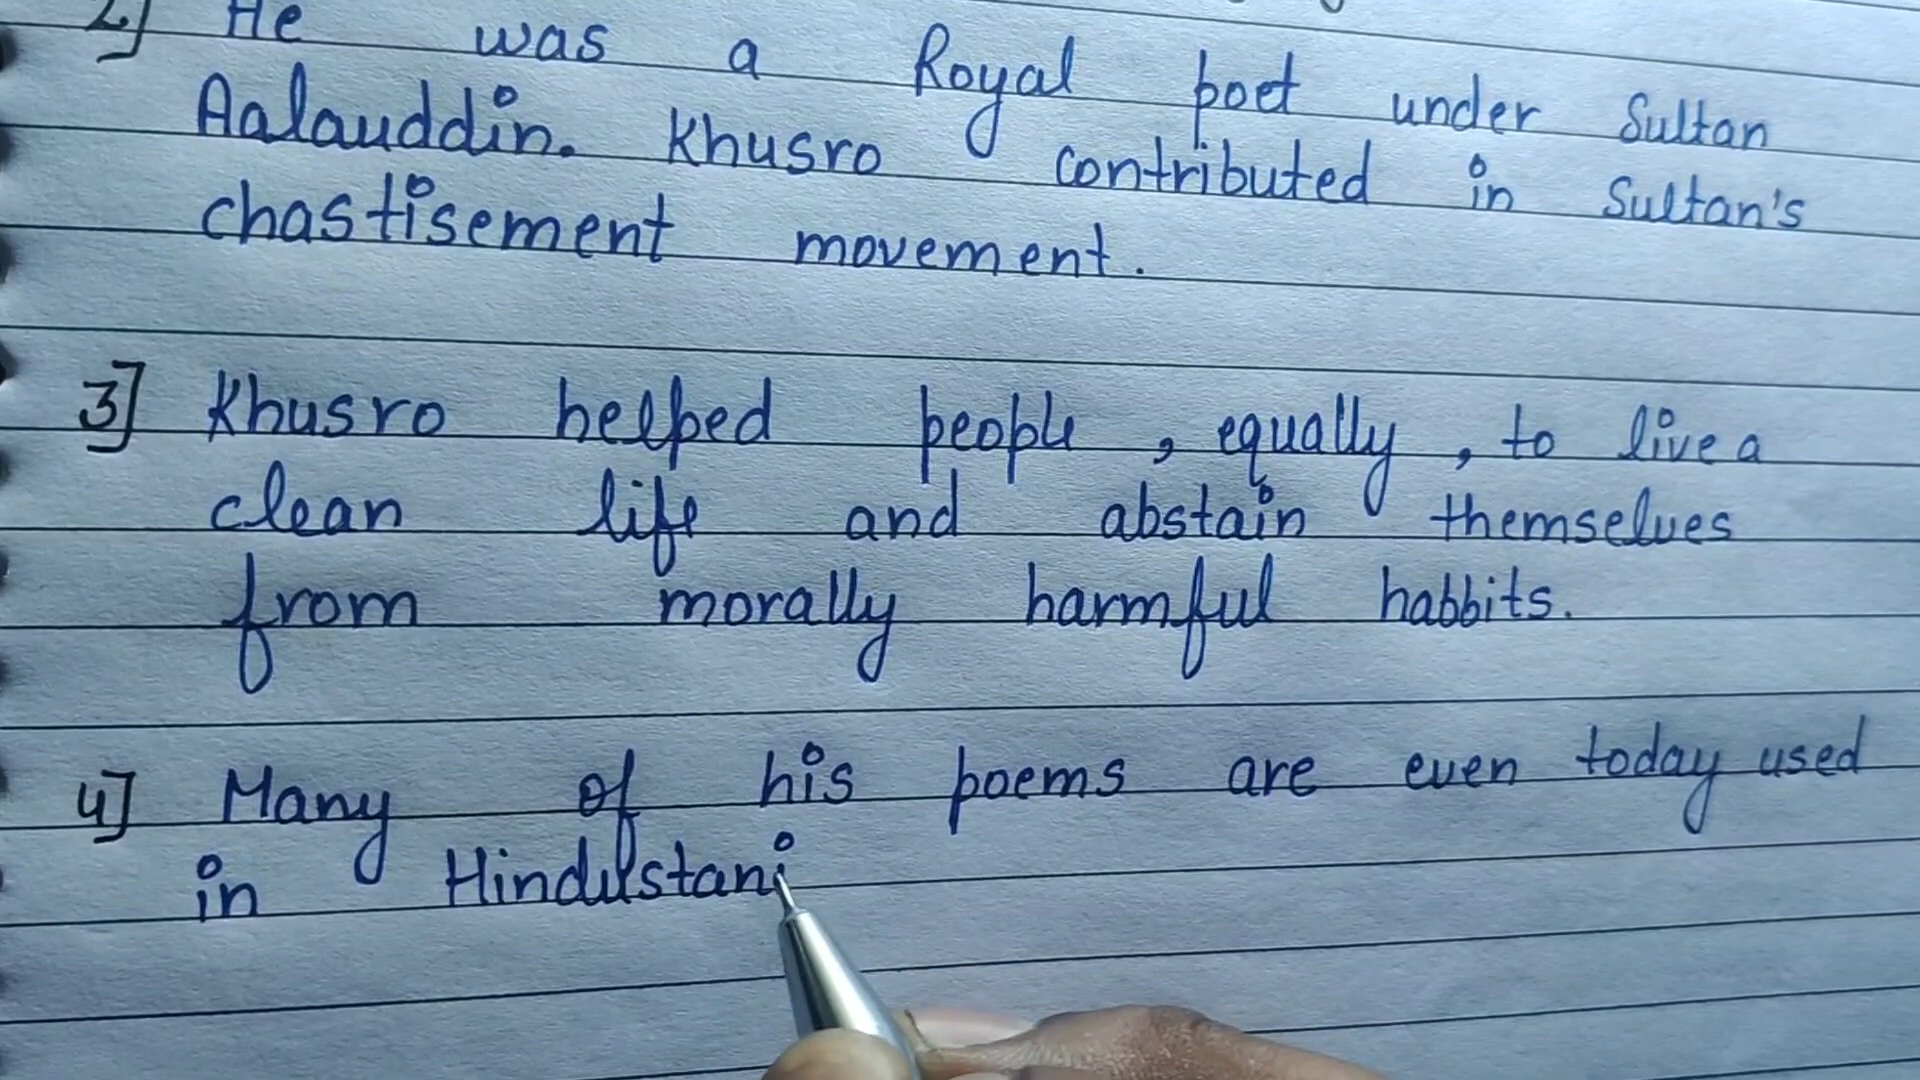 2] He was a Royal poet under Sultan
Aalauddin. Khusro contributed in Sultan's
chastisement movement.
3] Khusro helped people, equally, to live a
clean life and abstain themselves
from morally harmful habbits.
4] Many of his poems are even today used
in Hindustani